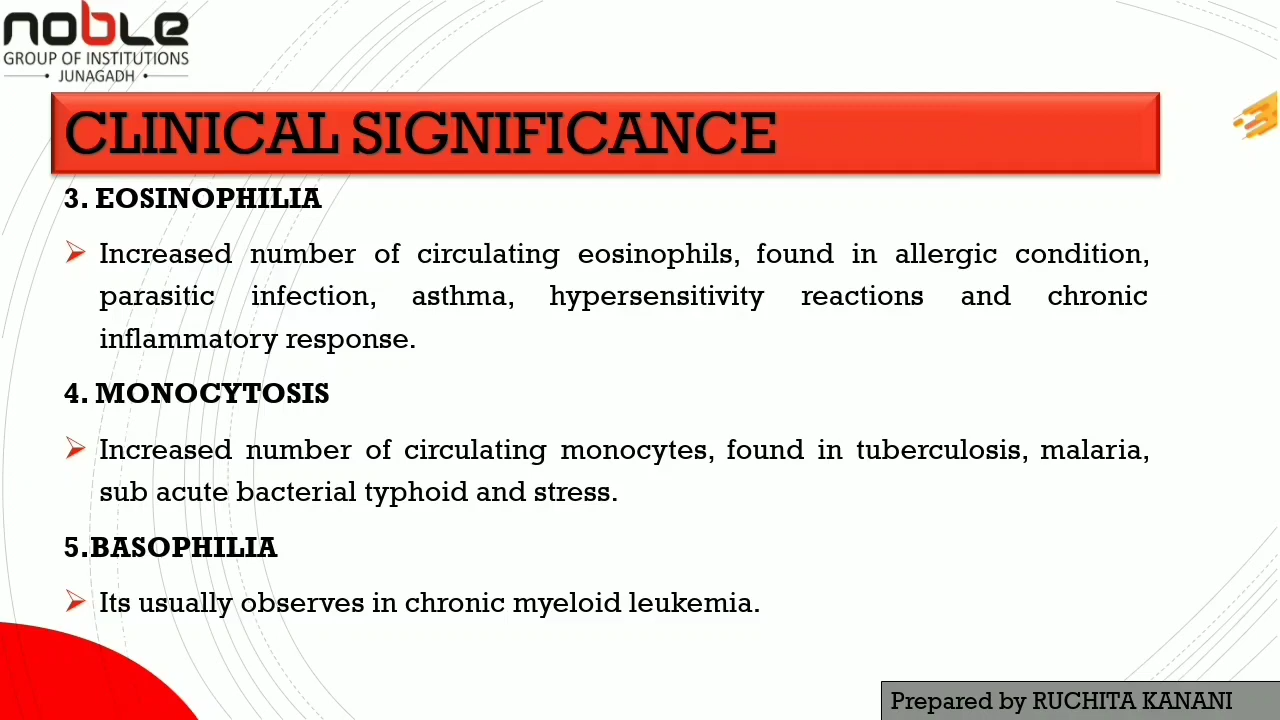 noble
GROUP OF INSTITUTIONS
JUNAGADH
CLINICAL SIGNIFICANCE
3. EOSINOPHILIA
Increased number of circulating eosinophils, found in allergic condition,
parasitic infection, asthma, hypersensitivity reactions and chronic
inflammatory response.
4. MONOCYTOSIS
Increased number of circulating monocytes, found in tuberculosis, malaria,
sub acute bacterial typhoid and stress.
5.BASOPHILIA
Its usually observes in chronic myeloid leukemia.
Prepared by RUCHITA KANANI